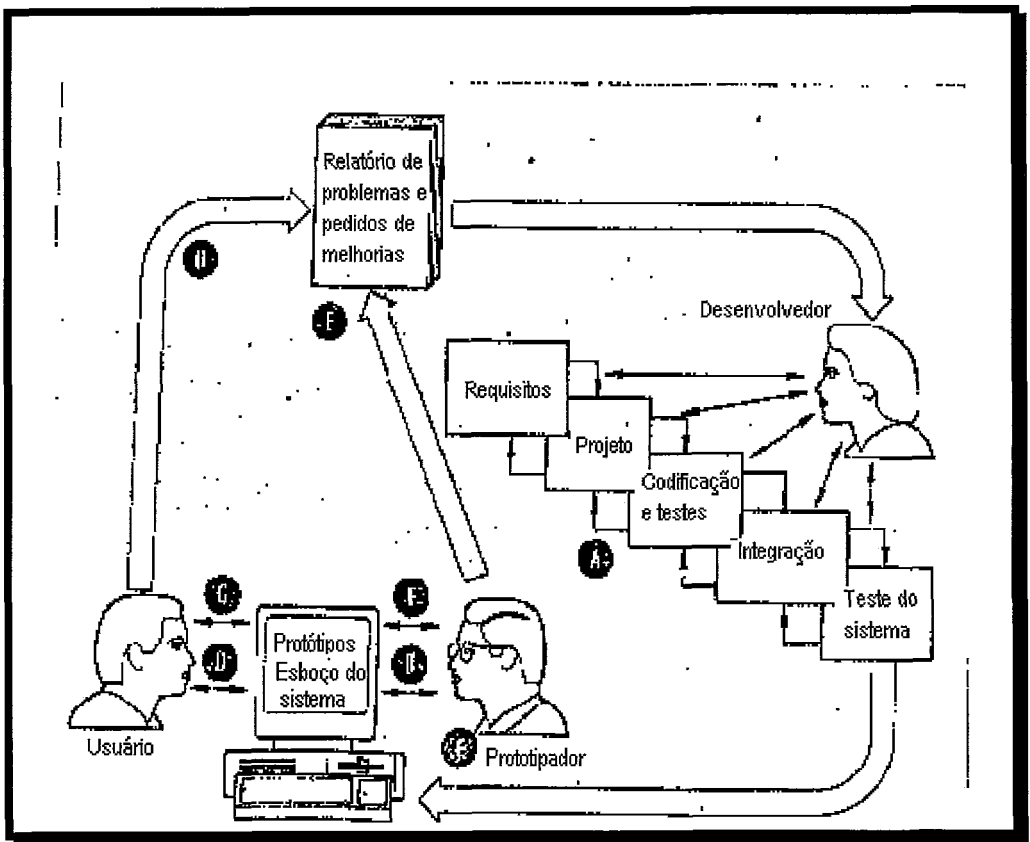 Relatório de
problemas e
pedidos de
melhorias
Desenvolvedor
Requisitos
Projeto
Codificação
e testes
Integração
Teste do
sistema
A
G
D
Protótipos
Esboço do
sistema
Usuário
Prototipador